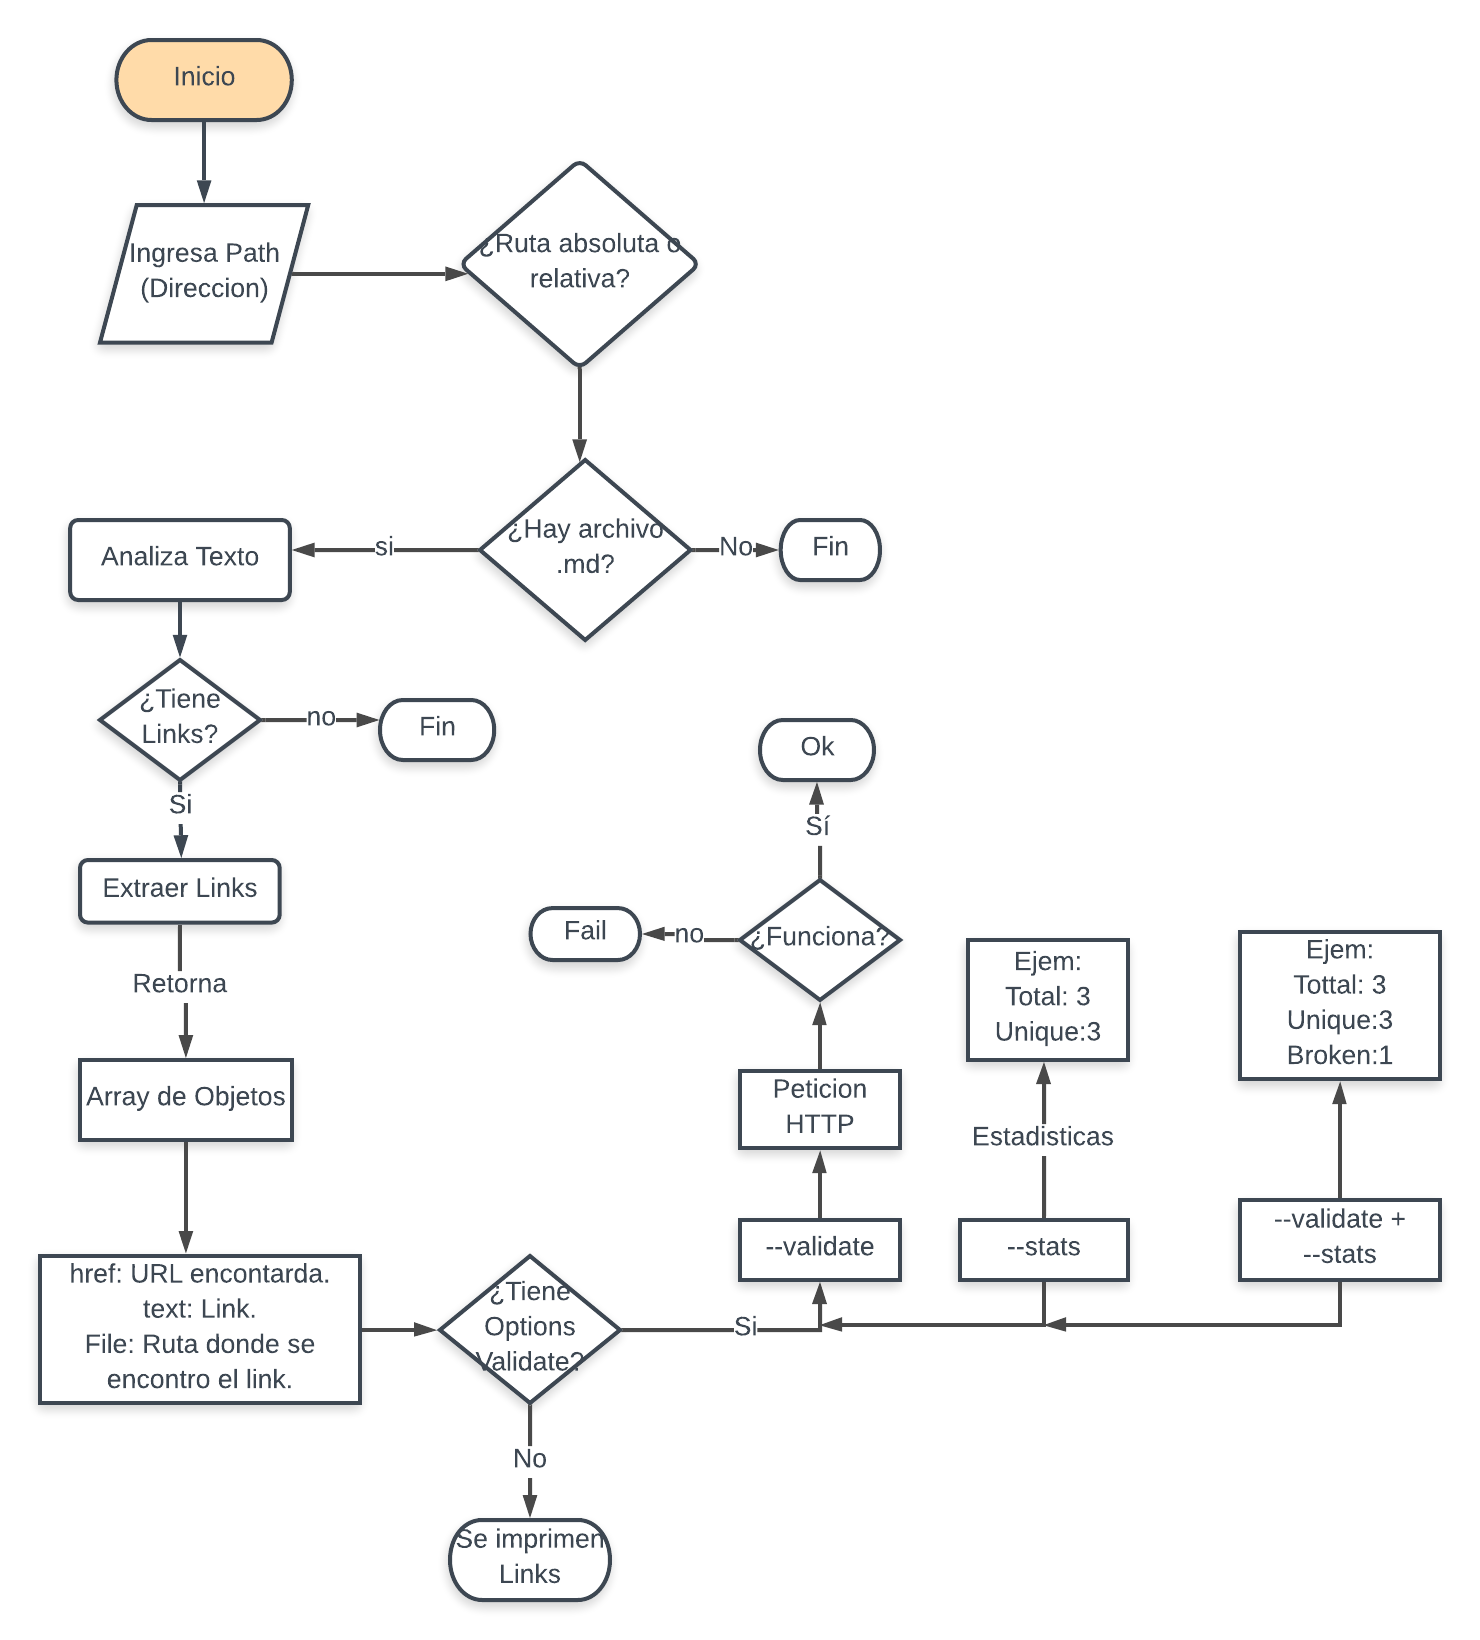 Inicio
Ingresa Path
(Direccion)
¿Ruta absoluta o
relativa?
¿Hay archivo
.md?
No
Fin
si
Analiza Texto
¿Tiene
Links?
no
Fin
Si
Extraer Links
Retorna
Array de Objetos
href: URL encontarda.
text: Link.
File: Ruta donde se
encontro el link.
¿Tiene
Options
Validate?
No
Se imprimen
Links
Si
--validate
Peticion
HTTP
¿Funciona?
no
Fail
Sí
Ok
--stats
Estadisticas
Ejem:
Total: 3
Unique:3
--validate +
--stats
Ejem:
Tottal: 3
Unique:3
Broken:1